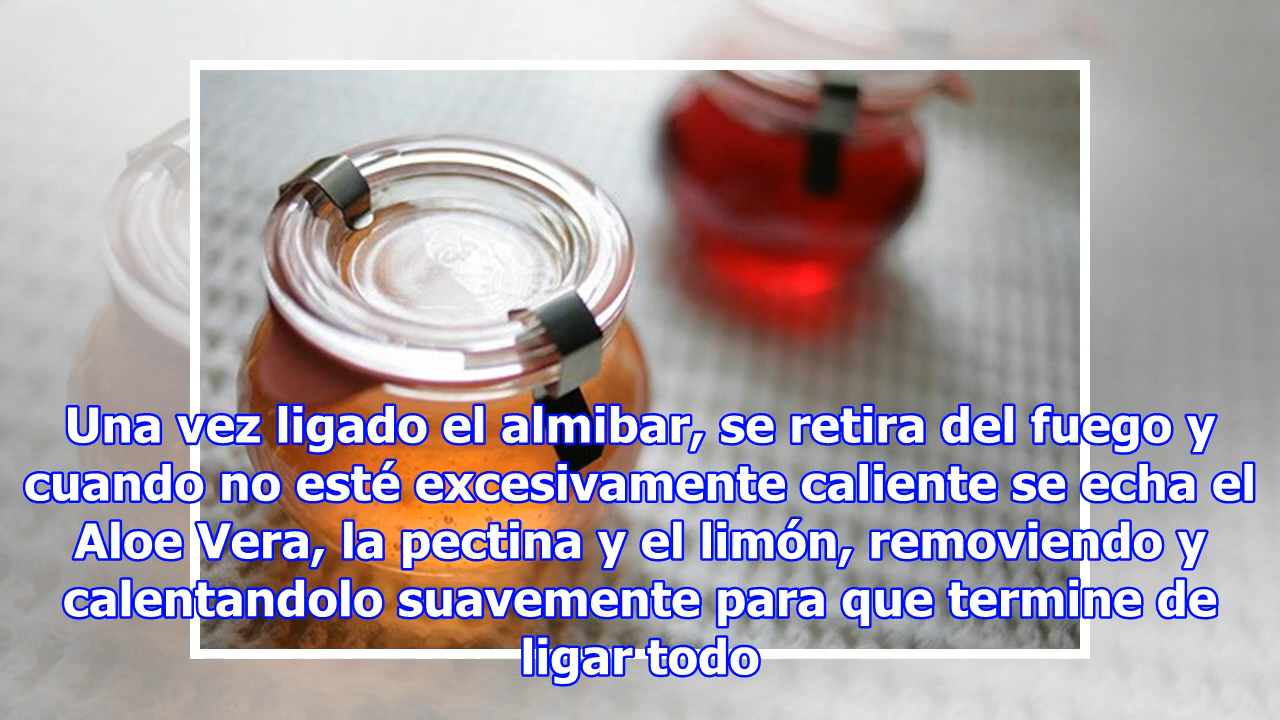 Una vez ligado el almibar, se retira del fuego y
cuando no esté excesivamente caliente se echa el
Aloe Vera, la pectina y el limón, removiendo y
calentandolo suavemente para que termine de
ligar todo